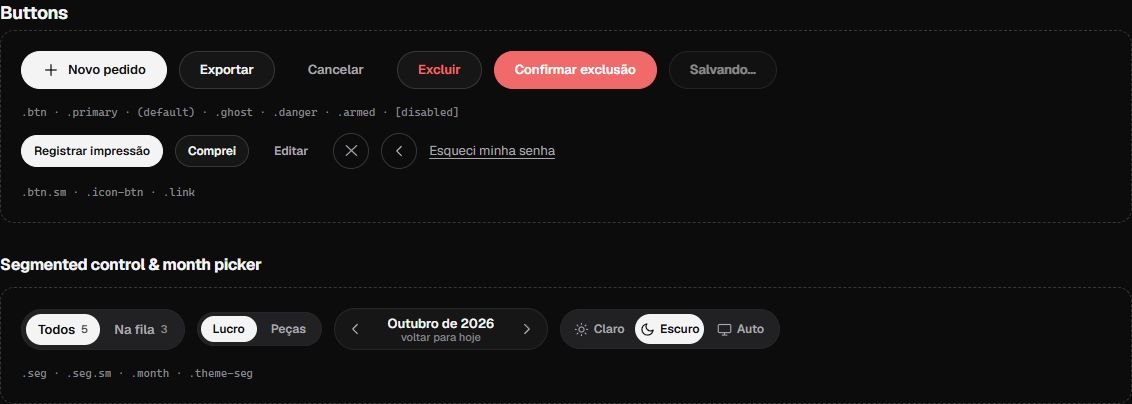 Buttons
Novo pedido Exportar Cancelar Excluir Confirmar exclusão Salvando...
.btn · .primary · (default) · .ghost · .danger · .armed · [disabled]
Registrar impressão Comprei Editar Esqueci minha senha
.btn.sm · .icon-btn · .link
Segmented control & month picker
Todos 5 Na fila 3 Lucro Peças Outubro de 2026 Claro Escuro Auto
voltar para hoje
.seg · .seg.sm · .month · .theme-seg